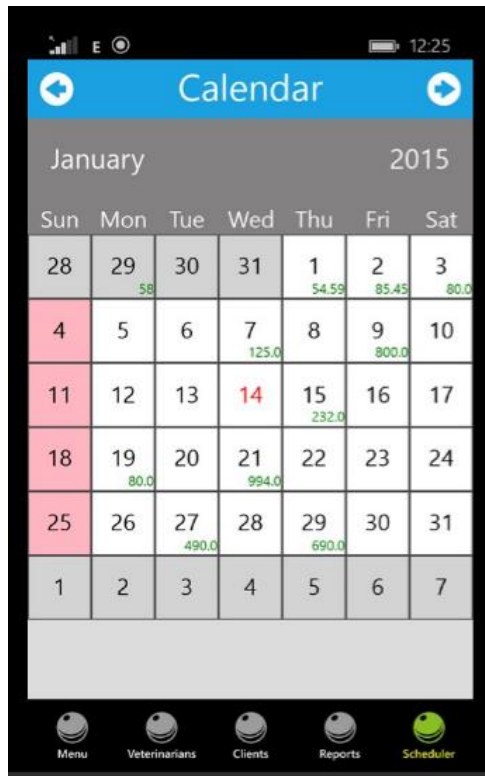 E 12:25
Calendar
January 2015
Sun Mon Tue Wed Thu Fri Sat
28 29 30 31 1 2 3
58 54.59 85.45 80.0
4 5 6 7 8 9 10
125.0 800.0
11 12 13 14 15 16 17
232.0
18 19 20 21 22 23 24
80.0 994.0
25 26 27 28 29 30 31
490.0 690.0
1 2 3 4 5 6 7
Menu Veterinarians Clients Reports Scheduler